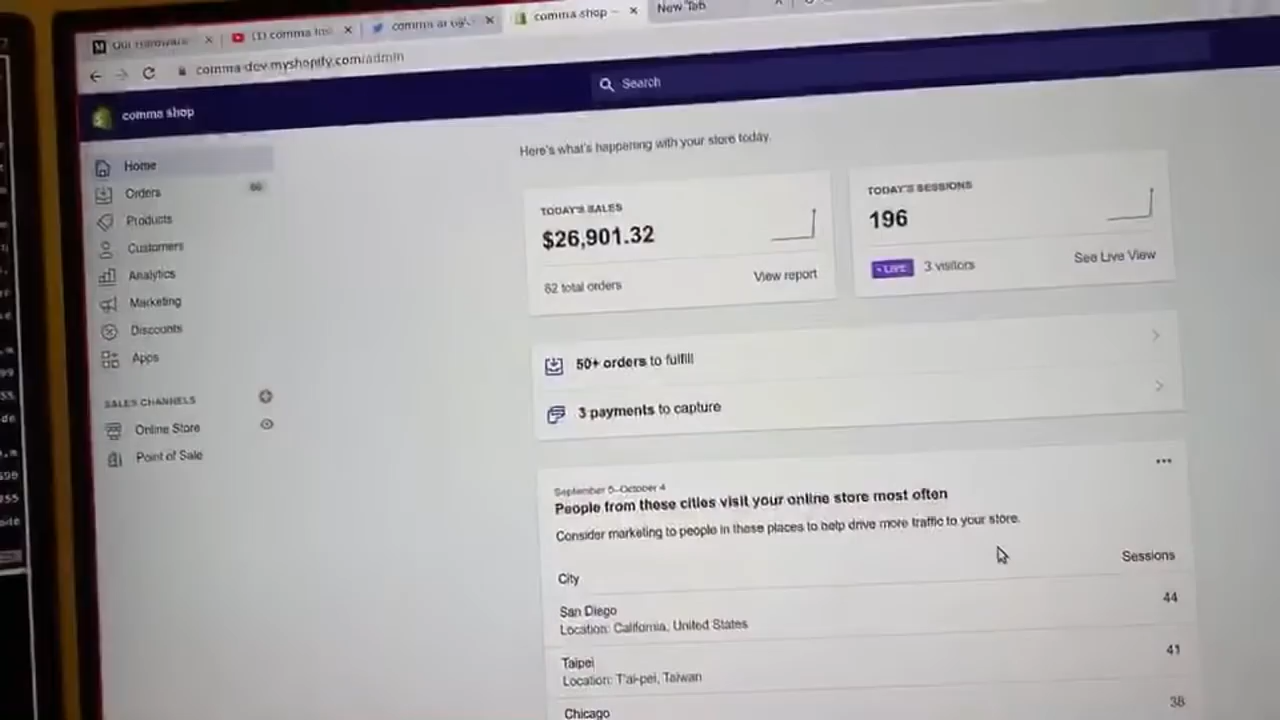 comma shop —
New Tab
comma-dev.myshopify.com/admin
comma shop
Search
Home
Orders
Products
Customers
Analytics
Marketing
Discounts
Apps
SALES CHANNELS
Online Store
Point of Sale
Here's what's happening with your store today.
TODAY'S SALES
$26,901.32
62 total orders
View report
TODAY'S SESSIONS
196
LIVE
3 visitors
See Live View
50+ orders to fulfill
3 payments to capture
September 5–October 4
People from these cities visit your online store most often
Consider marketing to people in these places to help drive more traffic to your store.
City
Sessions
San Diego
44
Location: California, United States
Taipei
41
Location: T'ai-pei, Taiwan
Chicago
38